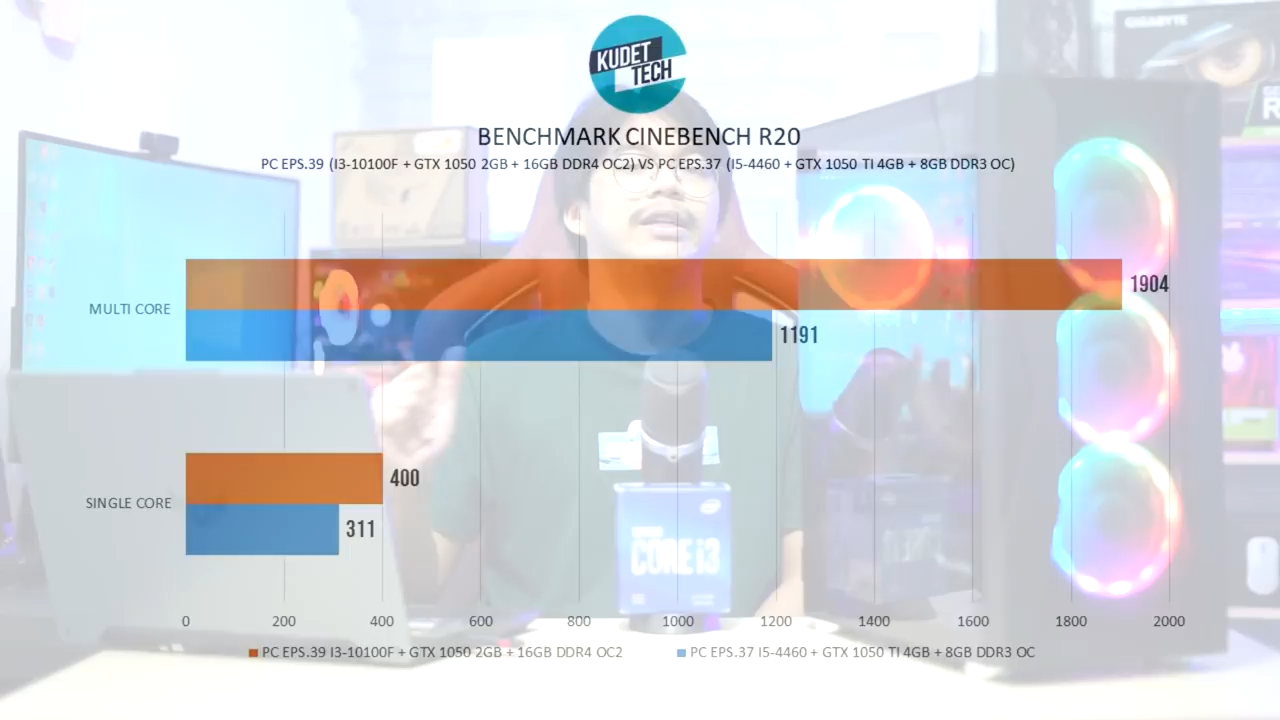 GIGABYTE
KUDET
TECH
BENCHMARK CINEBENCH R20
PC EPS.39 (I3-10100F + GTX 1050 2GB + 16GB DDR4 OC2) VS PC EPS.37 (I5-4460 + GTX 1050 TI 4GB + 8GB DDR3 OC)
MULTI CORE
1904
1191
SINGLE CORE
400
311
CORE i3
0 200 400 600 800 1000 1200 1400 1600 1800 2000
PC EPS.39 I3-10100F + GTX 1050 2GB + 16GB DDR4 OC2 PC EPS.37 I5-4460 + GTX 1050 TI 4GB + 8GB DDR3 OC